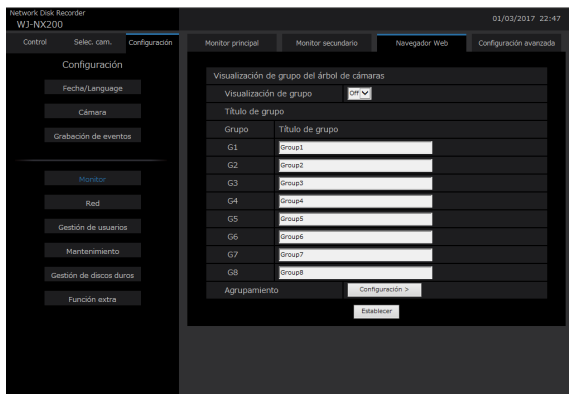 Network Disk Recorder
WJ-NX200
01/03/2017 22:47
Control Selec. cam. Configuración
Monitor principal Monitor secundario Navegador Web Configuración avanzada
Configuración
Fecha/Language
Cámara
Grabación de eventos
Monitor
Red
Gestión de usuarios
Mantenimiento
Gestión de discos duros
Función extra
Visualización de grupo del árbol de cámaras
Visualización de grupo Off
Título de grupo
Grupo Título de grupo
G1 Group1
G2 Group2
G3 Group3
G4 Group4
G5 Group5
G6 Group6
G7 Group7
G8 Group8
Agrupamiento Configuración >
Establecer